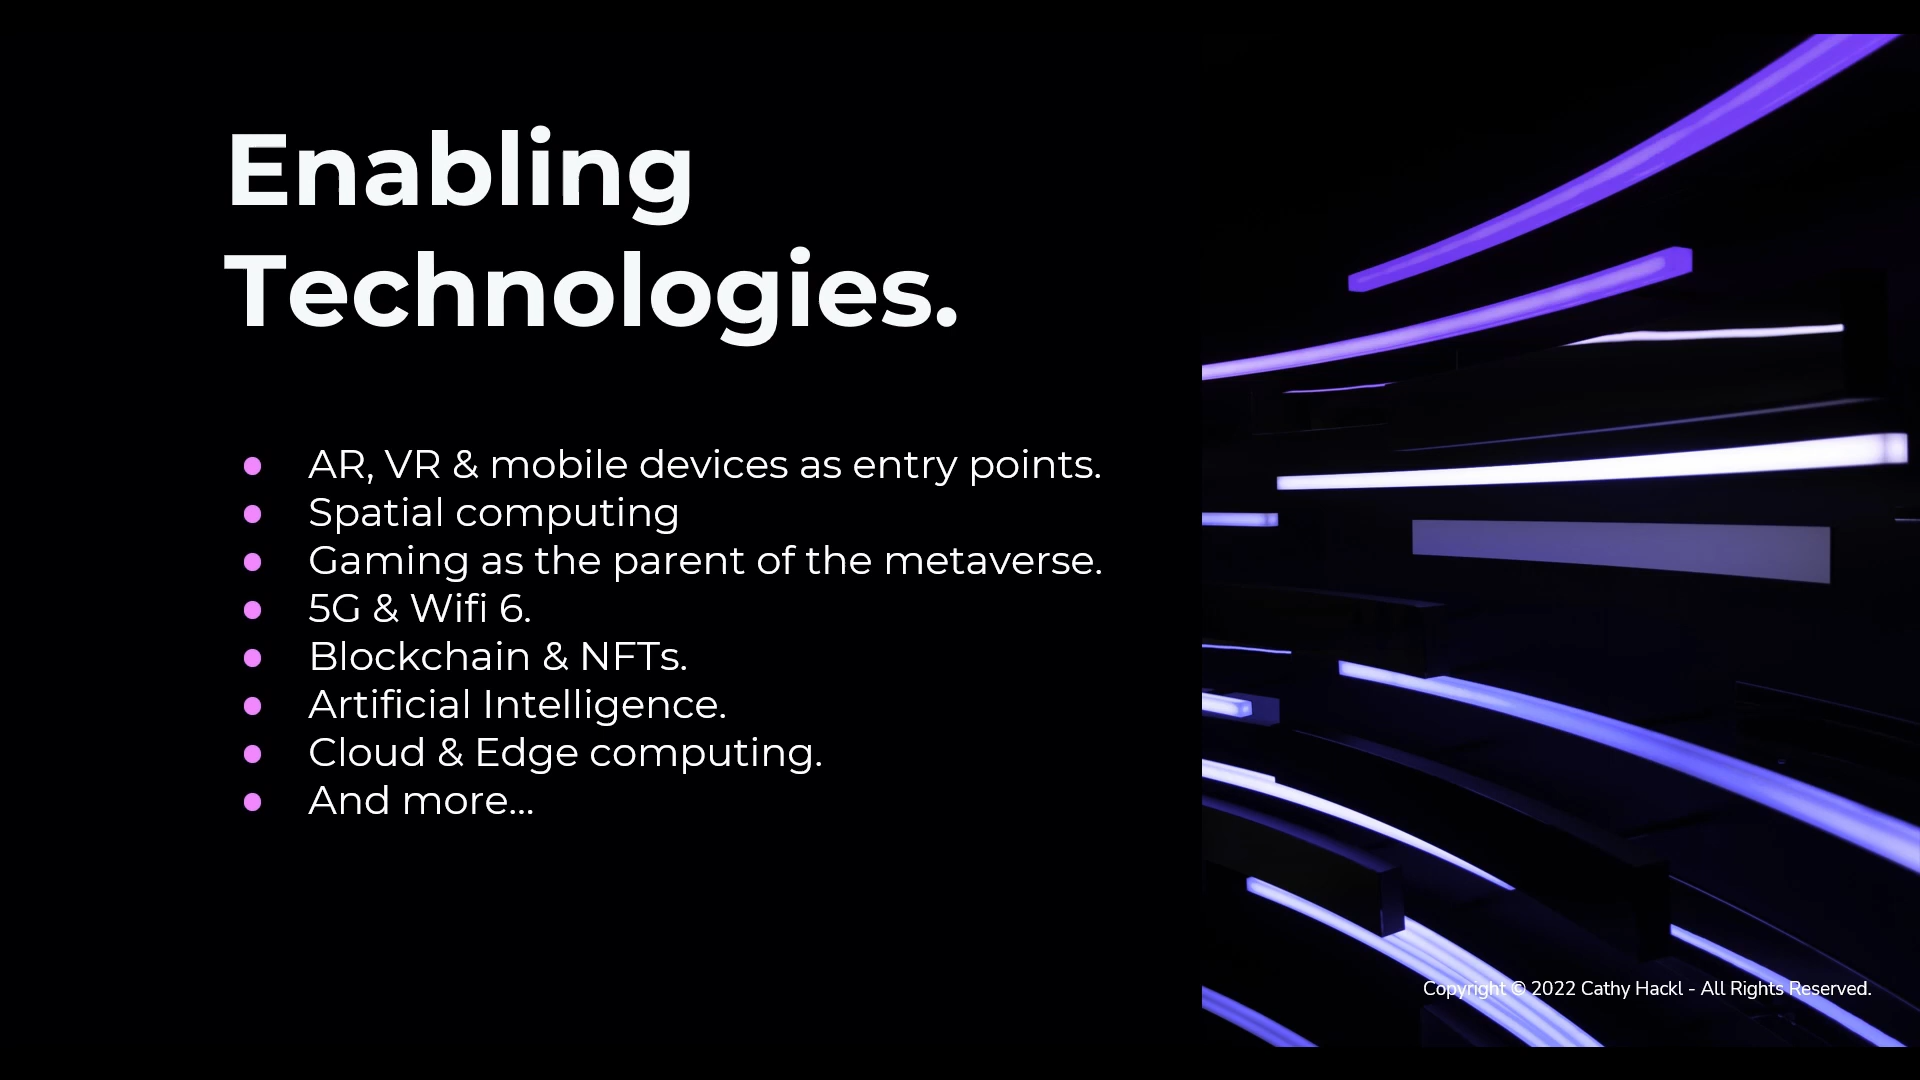 Enabling
Technologies.
AR, VR & mobile devices as entry points.
Spatial computing
Gaming as the parent of the metaverse.
5G & Wifi 6.
Blockchain & NFTs.
Artificial Intelligence.
Cloud & Edge computing.
And more...
Copyright © 2022 Cathy Hackl - All Rights Reserved.